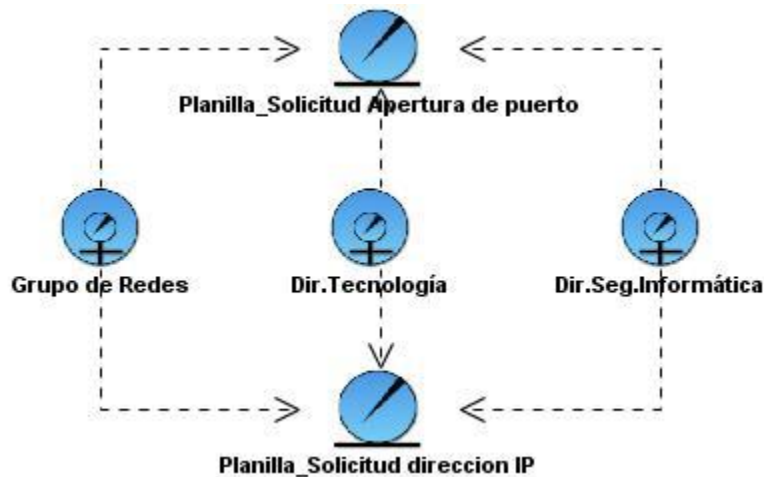 Planilla_Solicitud Apertura de puerto
Grupo de Redes
Dir.Tecnología
Dir.Seg.Informática
Planilla_Solicitud direccion IP